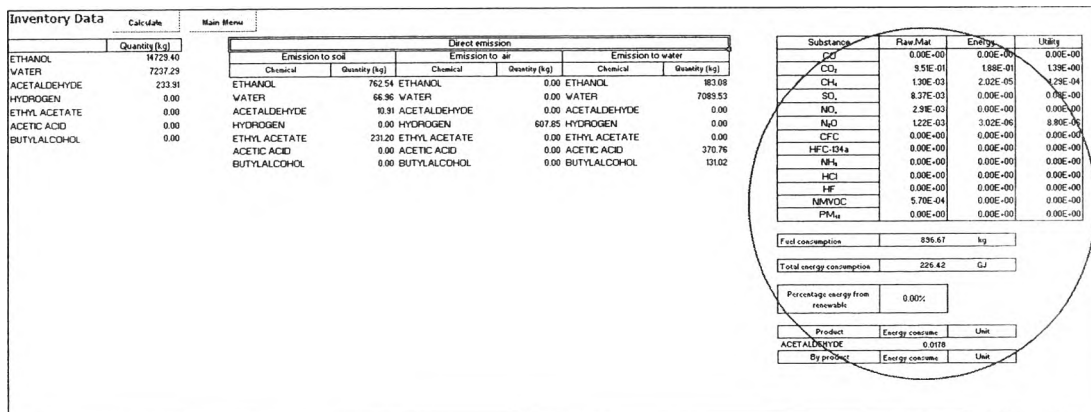 Inventory Data Calculate Main Menu
Quantity (kg)
ETHANOL 14729.40
WATER 7237.29
ACETALDEHYDE 233.91
HYDROGEN 0.00
ETHYL ACETATE 0.00
ACETIC ACID 0.00
BUTYLALCOHOL 0.00
Direct emission
Emission to soil Emission to air Emission to water
Chemical Quantity (kg) Chemical Quantity (kg) Chemical Quantity (kg)
ETHANOL 762.54 ETHANOL 0.00 ETHANOL 183.08
WATER 66.96 WATER 0.00 WATER 7089.53
ACETALDEHYDE 10.91 ACETALDEHYDE 0.00 ACETALDEHYDE 0.00
HYDROGEN 0.00 HYDROGEN 607.85 HYDROGEN 0.00
ETHYL ACETATE 231.20 ETHYL ACETATE 0.00 ETHYL ACETATE 0.00
ACETIC ACID 0.00 ACETIC ACID 0.00 ACETIC ACID 370.76
BUTYLALCOHOL 0.00 BUTYLALCOHOL 0.00 BUTYLALCOHOL 131.02
Substance Raw.Mat Energy Utility
CO 0.00E+00 0.00E+00 0.00E+00
CO₂ 9.51E-01 1.88E-01 1.39E+00
CH₄ 1.30E-03 2.02E-05 1.29E-04
SOₓ 8.37E-03 0.00E+00
NOₓ 2.91E-03 0.00E+00 0.00E+00
N₂O 1.22E-03 3.02E-06
CFC 0.00E+00 0.00E+00 0.00E+00
HFC-134a 0.00E+00 0.00E+00 0.00E+00
NH₃ 0.00E+00 0.00E+00 0.00E+00
HCl 0.00E+00 0.00E+00 0.00E+00
HF 0.00E+00 0.00E+00 0.00E+00
NMVOC 5.70E-04 0.00E+00 0.00E+00
PM₁₀ 0.00E+00 0.00E+00 0.00E+00
Fuel consumption 836.67 kg
Total energy consumption 226.42 GJ
Percentage energy from
renewable 0.00%
Product Energy consume Unit
ACETALDEHYDE 0.0178
By product Energy consume Unit